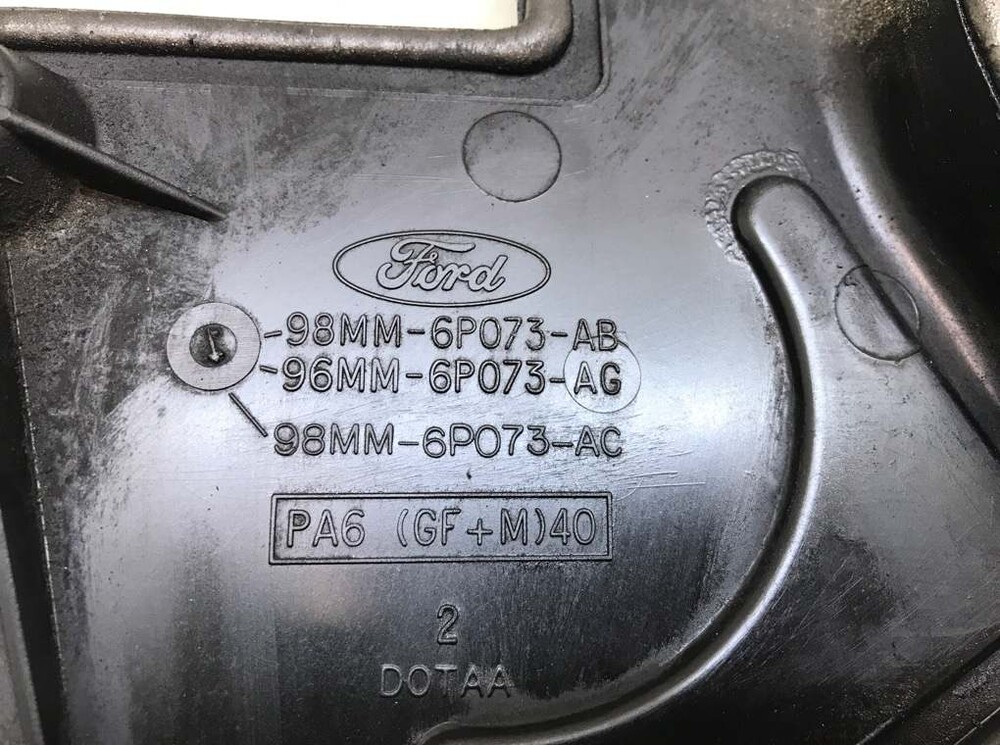 Ford
98MM-6P073-AB
96MM-6P073-AG
98MM-6P073-AC
PA6 (GF+M)40
2
DOTAA